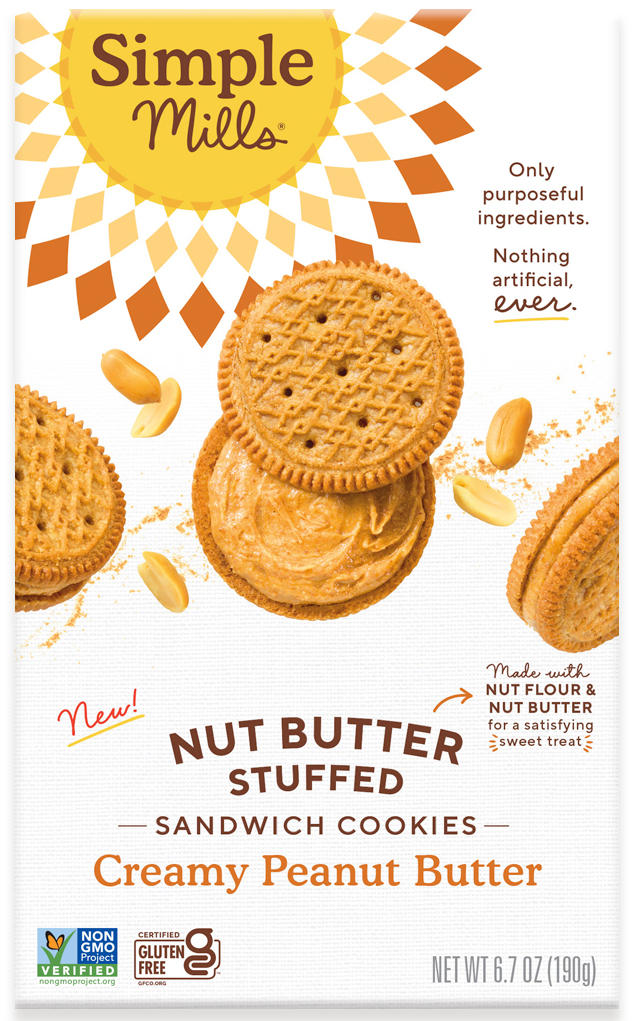 Simple
Mills®
Only
purposeful
ingredients.
Nothing
artificial,
ever.
New!
Made with
NUT FLOUR &
NUT BUTTER
for a satisfying
sweet treat
NUT BUTTER
STUFFED
SANDWICH COOKIES
Creamy Peanut Butter
NON
GMO
Project
VERIFIED
nongmoproject.org
CERTIFIED
GLUTEN
FREE
GFCO.ORG
NET WT 6.7 OZ (190g)